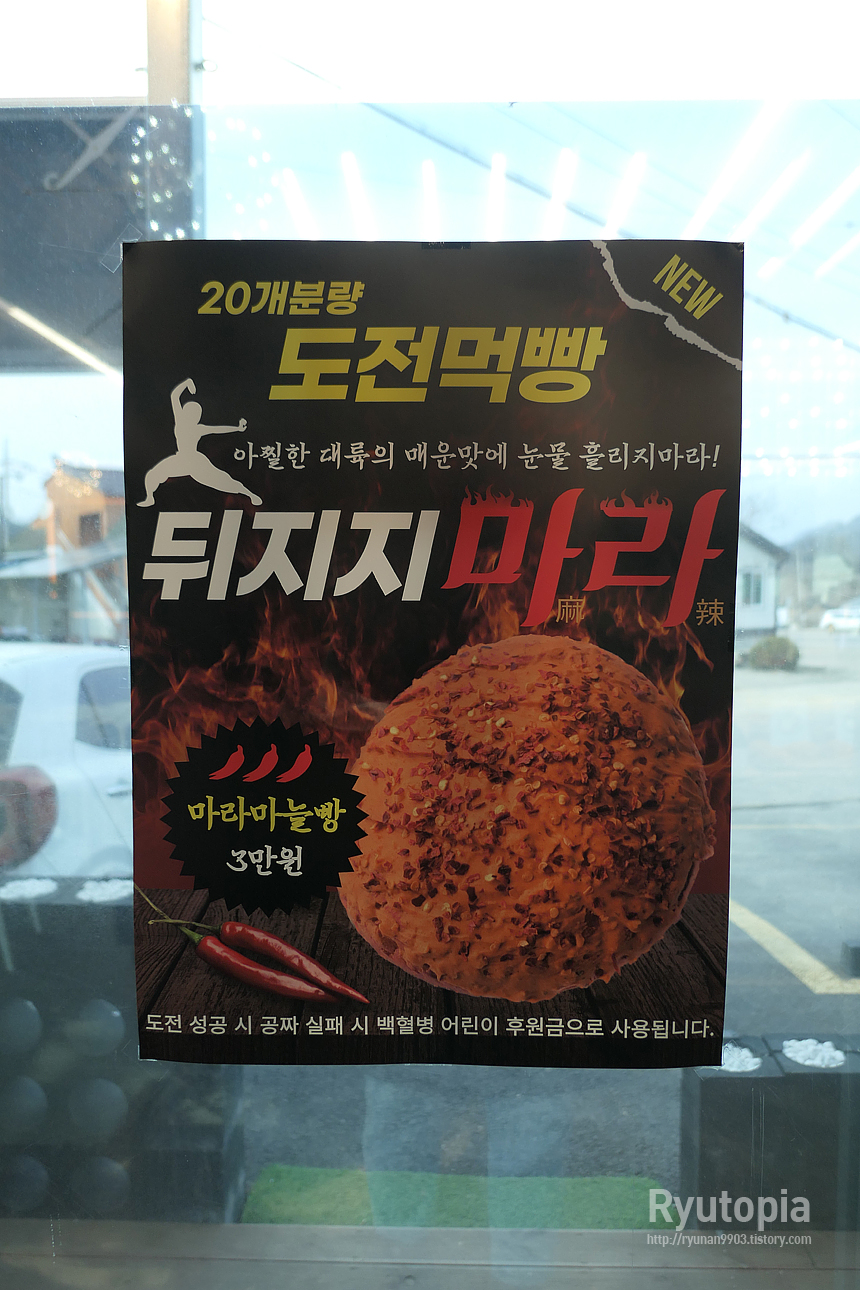 NEW
20개분량
도전먹빵
아찔한 대륙의 매운맛에 눈물 흘리지마라!
뒤지지마라
麻 辣
마라마늘빵
3만원
도전 성공 시 공짜 실패 시 백혈병 어린이 후원금으로 사용됩니다.
Ryutopia
http://ryunan9903.tistory.com